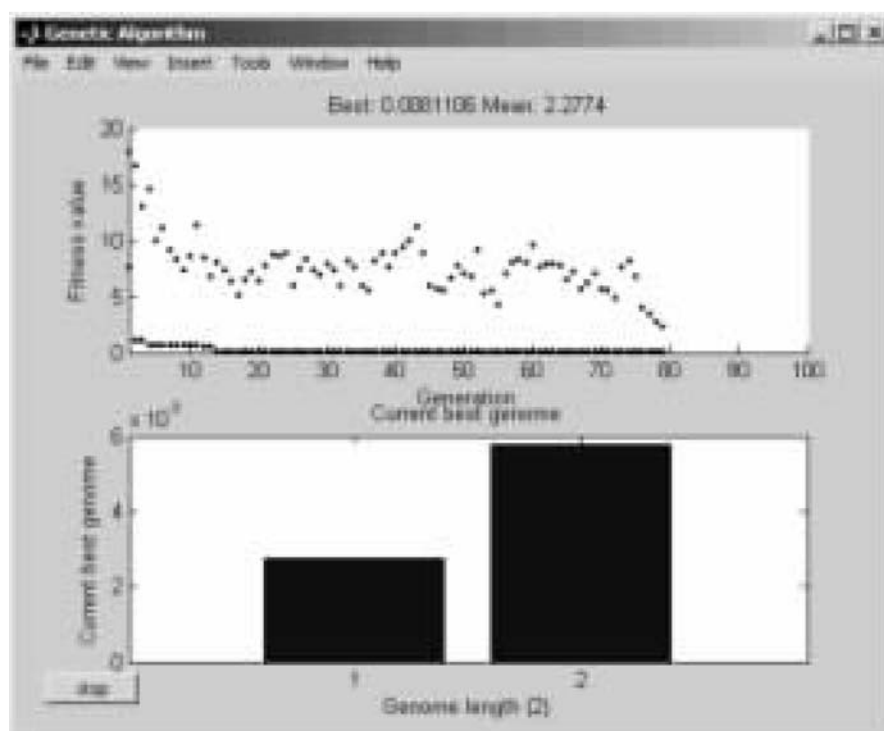 Genetic Algorithm
File Edit View Insert Tools Window Help
Best: 0.0081106 Mean: 2.2774
20
15
10
5
0
Fitness value
10 20 30 40 50 60 70 80 90 100
Generation
Current best genome
6
4
2
0
Current best genome
1 2
Genome length (2)